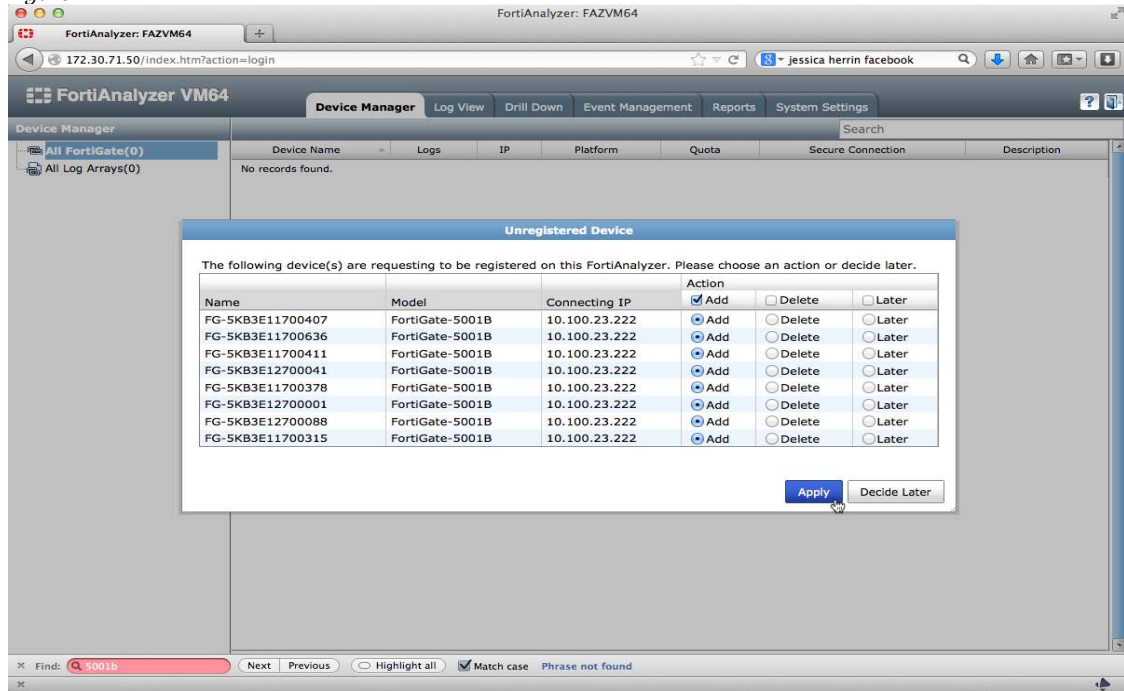 FortiAnalyzer: FAZVM64
FortiAnalyzer: FAZVM64
172.30.71.50/index.htm?action=login
jessica herrin facebook
FortiAnalyzer VM64
Device Manager Log View Drill Down Event Management Reports System Settings
Device Manager
Search
All FortiGate(0)
All Log Arrays(0)
Device Name Logs IP Platform Quota Secure Connection Description
No records found.
Unregistered Device
The following device(s) are requesting to be registered on this FortiAnalyzer. Please choose an action or decide later.
Action
Name Model Connecting IP Add Delete Later
FG-5KB3E11700407 FortiGate-5001B 10.100.23.222 Add Delete Later
FG-5KB3E11700636 FortiGate-5001B 10.100.23.222 Add Delete Later
FG-5KB3E11700411 FortiGate-5001B 10.100.23.222 Add Delete Later
FG-5KB3E12700041 FortiGate-5001B 10.100.23.222 Add Delete Later
FG-5KB3E11700378 FortiGate-5001B 10.100.23.222 Add Delete Later
FG-5KB3E12700001 FortiGate-5001B 10.100.23.222 Add Delete Later
FG-5KB3E12700088 FortiGate-5001B 10.100.23.222 Add Delete Later
FG-5KB3E11700315 FortiGate-5001B 10.100.23.222 Add Delete Later
Apply Decide Later
Find: 5001b Next Previous Highlight all Match case Phrase not found